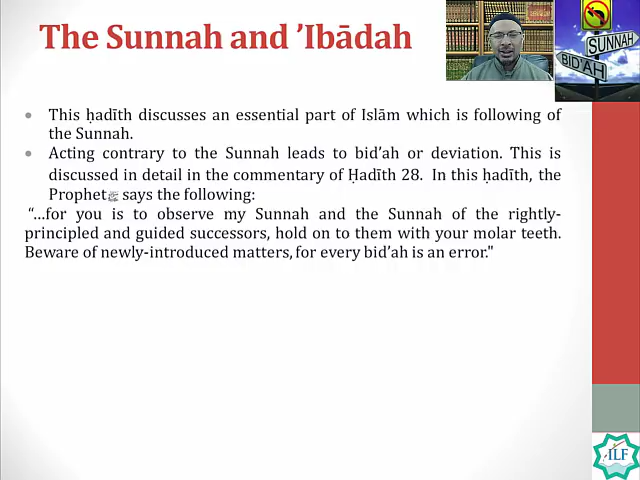 The Sunnah and ’Ibādah
SUNNAH
BID'AH
This ḥadīth discusses an essential part of Islām which is following of
the Sunnah.
Acting contrary to the Sunnah leads to bid’ah or deviation. This is
discussed in detail in the commentary of Ḥadīth 28. In this ḥadīth, the
Prophet ﷺ says the following:
“…for you is to observe my Sunnah and the Sunnah of the rightly-
principled and guided successors, hold on to them with your molar teeth.
Beware of newly-introduced matters, for every bid’ah is an error."
ILF